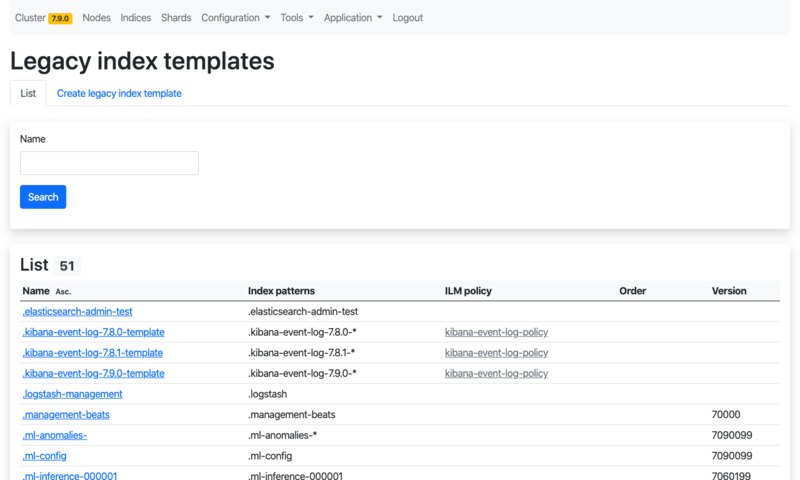 Cluster 7.9.0 Nodes Indices Shards Configuration Tools Application Logout
Legacy index templates
List Create legacy index template
Name
Search
List 51
Name Asc. Index patterns ILM policy Order Version
.elasticsearch-admin-test .elasticsearch-admin-test
.kibana-event-log-7.8.0-template .kibana-event-log-7.8.0-* kibana-event-log-policy
.kibana-event-log-7.8.1-template .kibana-event-log-7.8.1-* kibana-event-log-policy
.kibana-event-log-7.9.0-template .kibana-event-log-7.9.0-* kibana-event-log-policy
.logstash-management .logstash
.management-beats .management-beats 70000
.ml-anomalies- .ml-anomalies-* 7090099
.ml-config .ml-config 7090099
.ml-inference-000001 .ml-inference-000001 7060199